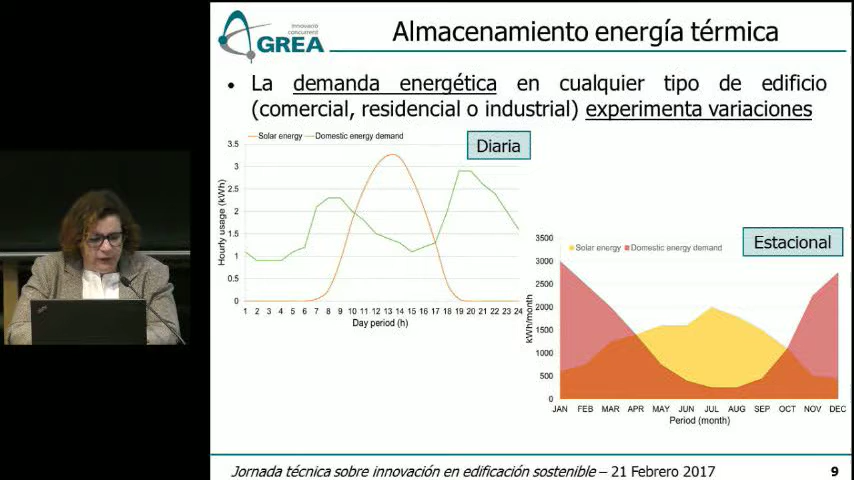 innovació
concurrent
GREA
Almacenamiento energía térmica
• La demanda energética en cualquier tipo de edificio
(comercial, residencial o industrial) experimenta variaciones
Solar energy Domestic energy demand
Diaria
3.5
3
2.5
2
1.5
1
0.5
0
Hourly usage (kWh)
1 2 3 4 5 6 7 8 9 10 11 12 13 14 15 16 17 18 19 20 21 22 23 24
Day period (h)
Estacional
Solar energy Domestic energy demand
3500
3000
2500
2000
1500
1000
500
0
kWh/month
JAN FEB MAR APR MAY JUN JUL AUG SEP OCT NOV DEC
Period (month)
Jornada técnica sobre innovación en edificación sostenible – 21 Febrero 2017
9